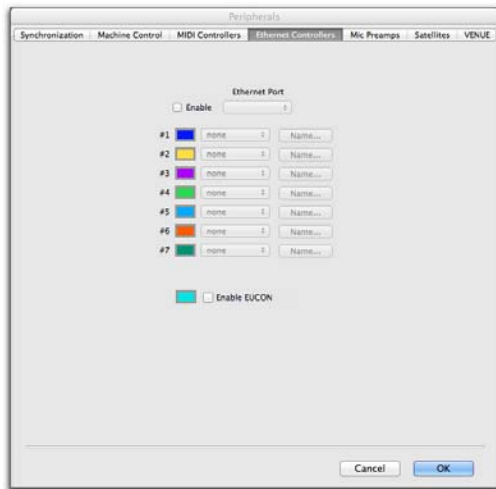 Peripherals
Synchronization Machine Control MIDI Controllers Ethernet Controllers Mic Preamps Satellites VENUE
Ethernet Port
Enable
#1 none Name...
#2 none Name...
#3 none Name...
#4 none Name...
#5 none Name...
#6 none Name...
#7 none Name...
Enable EUCON
Cancel OK